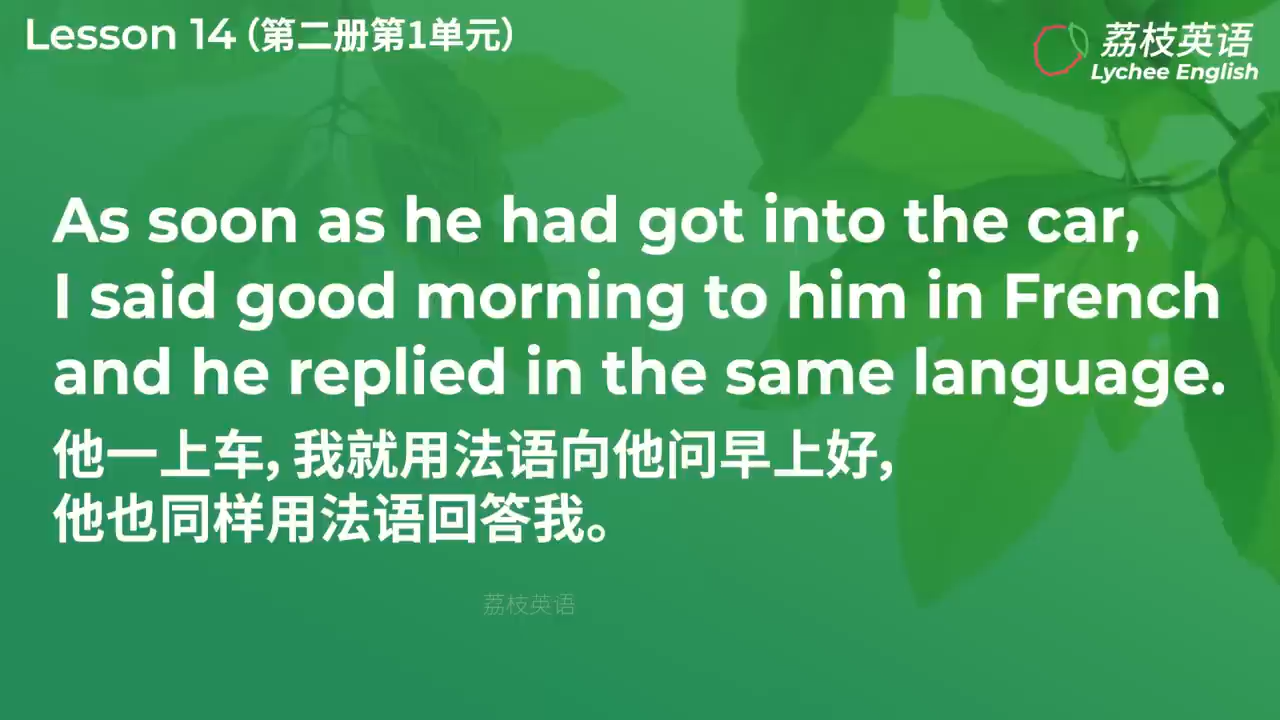 Lesson 14 (第二册第1单元)
荔枝英语
Lychee English
As soon as he had got into the car,
I said good morning to him in French
and he replied in the same language.
他一上车, 我就用法语向他问早上好,
他也同样用法语回答我。
荔枝英语